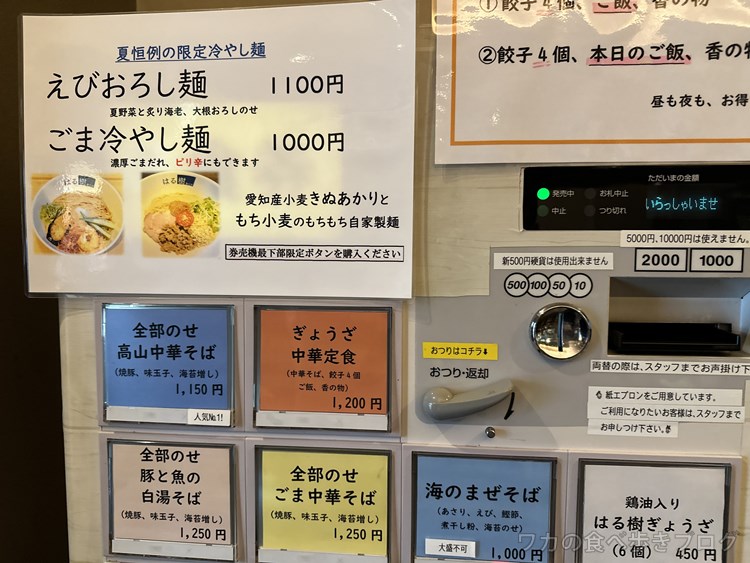 夏恒例の限定冷やし麺
えびおろし麺 1100円
夏野菜と炙り海老、大根おろしのせ
ごま冷やし麺 1000円
濃厚ごまだれ、ピリ辛にもできます
はる樹
はる樹
愛知産小麦きぬあかりと
もち小麦のもちもち自家製麺
券売機最下部限定ボタンを購入ください
①餃子4個、ご飯、香の物
②餃子4個、本日のご飯、香の物
昼も夜も、お得
ただいまの金額
発売中 お札中止
中止 つり切れ
いらっしゃいませ
5000円、10000円は使えません。
新500円硬貨は使用出来ません
2000 1000
500 100 50 10
おつりはコチラ
おつり・返却
両替の際は、スタッフまでお声掛け下
紙エプロンをご用意しています。
ご利用になりたいお客様は、スタッフまで
お申しつけ下さい。
全部のせ
高山中華そば
(焼豚、味玉子、海苔増し)
1,150円
人気№1!
ぎょうざ
中華定食
(中華そば、餃子4個
ご飯、香の物)
1,200円
全部のせ
豚と魚の
白湯そば
(焼豚、味玉子、海苔増し)
1,250円
全部のせ
ごま中華そば
(焼豚、味玉子、海苔増し)
1,250円
海のまぜそば
(あさり、えび、鰹節、
煮干し粉、海苔のせ)
大盛不可
1,000円
鶏油入り
はる樹ぎょうざ
(6個) 450円
ワカの食べ歩きブログ